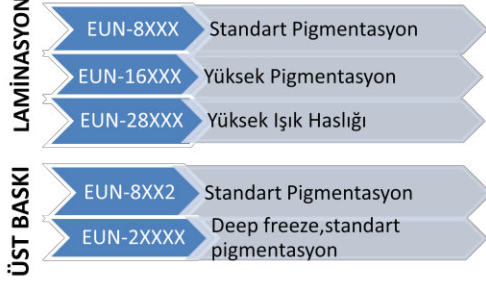 LAMİNASYON
EUN-8XXX Standart Pigmentasyon
EUN-16XXX Yüksek Pigmentasyon
EUN-28XXX Yüksek Işık Haslığı
ÜST BASKI
EUN-8XX2 Standart Pigmentasyon
EUN-2XXXX Deep freeze,standart
pigmentasyon